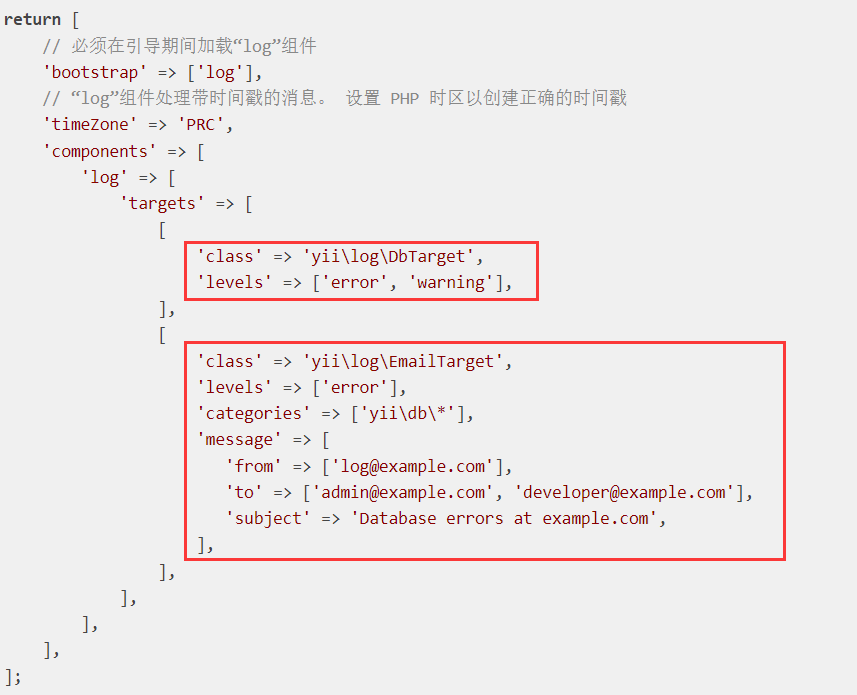 return [
    // 必须在引导期间加载“log”组件
    'bootstrap' => ['log'],
    // “log”组件处理带时间戳的消息。 设置 PHP 时区以创建正确的时间戳
    'timeZone' => 'PRC',
    'components' => [
        'log' => [
            'targets' => [
                [
                    'class' => 'yii\log\DbTarget',
                    'levels' => ['error', 'warning'],
                ],
                [
                    'class' => 'yii\log\EmailTarget',
                    'levels' => ['error'],
                    'categories' => ['yii\db\*'],
                    'message' => [
                       'from' => ['log@example.com'],
                       'to' => ['admin@example.com', 'developer@example.com'],
                       'subject' => 'Database errors at example.com',
                    ],
                ],
            ],
        ],
    ],
];